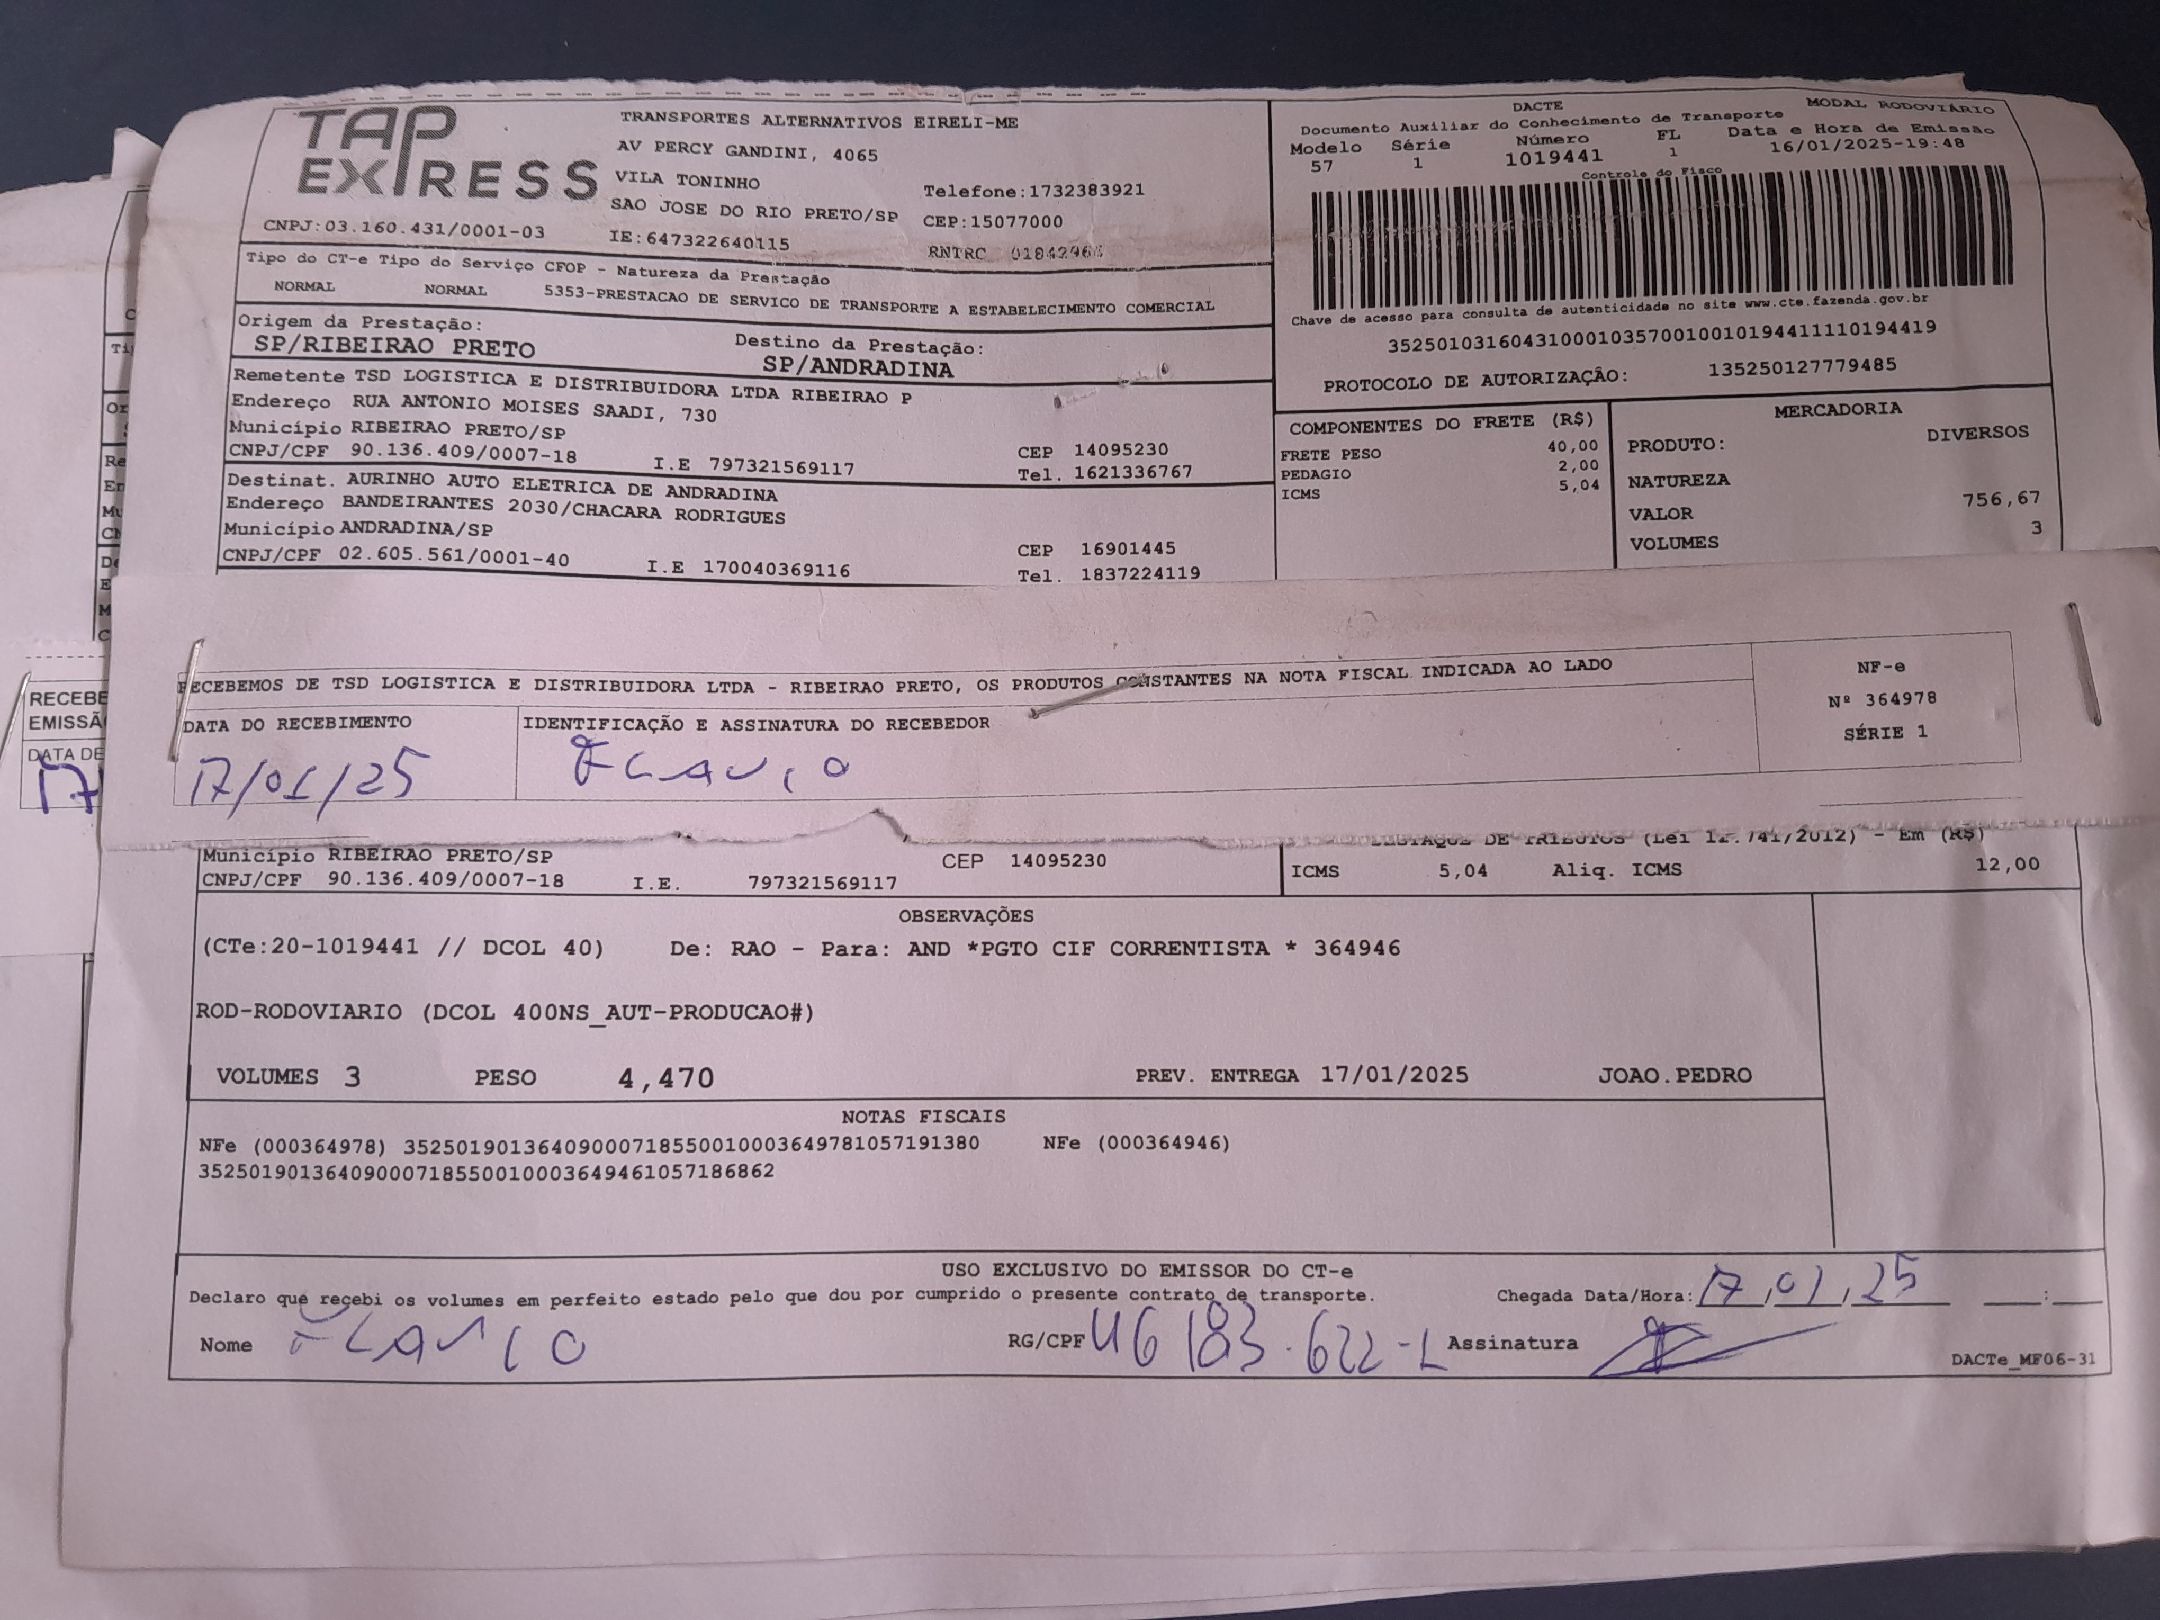 TAP EXPRESS
TRANSPORTES ALTERNATIVOS EIRELI-ME
AV PERCY GANDINI, 4065
VILA TONINHO
SAO JOSE DO RIO PRETO/SP
Telefone:1732383921
CEP:15077000
CNPJ:03.160.431/0001-03 IE:647322640115 RNTRC
DACTE MODAL RODOVIÁRIO
Documento Auxiliar do Conhecimento de Transporte
Modelo Série Número FL Data e Hora de Emissão
57 1 1019441 1 16/01/2025-19:48
Controle do Fisco
Chave de acesso para consulta de autenticidade no site www.cte.fazenda.gov.br
35250103160431000103570010010194411110194419
PROTOCOLO DE AUTORIZAÇÃO: 135250127779485
Tipo do CT-e Tipo do Serviço CFOP - Natureza da Prestação
NORMAL NORMAL 5353-PRESTACAO DE SERVICO DE TRANSPORTE A ESTABELECIMENTO COMERCIAL
Origem da Prestação: Destino da Prestação:
SP/RIBEIRAO PRETO SP/ANDRADINA
Remetente TSD LOGISTICA E DISTRIBUIDORA LTDA RIBEIRAO P
Endereço RUA ANTONIO MOISES SAADI, 730
Município RIBEIRAO PRETO/SP CEP 14095230
CNPJ/CPF 90.136.409/0007-18 I.E 797321569117 Tel. 1621336767
Destinat. AURINHO AUTO ELETRICA DE ANDRADINA
Endereço BANDEIRANTES 2030/CHACARA RODRIGUES
Município ANDRADINA/SP CEP 16901445
CNPJ/CPF 02.605.561/0001-40 I.E 170040369116 Tel. 1837224119
COMPONENTES DO FRETE (R$)
FRETE PESO 40,00
PEDAGIO 2,00
ICMS 5,04
MERCADORIA
PRODUTO: DIVERSOS
NATUREZA
VALOR 756,67
VOLUMES 3
RECEBEMOS DE TSD LOGISTICA E DISTRIBUIDORA LTDA - RIBEIRAO PRETO, OS PRODUTOS CONSTANTES NA NOTA FISCAL INDICADA AO LADO
DATA DO RECEBIMENTO IDENTIFICAÇÃO E ASSINATURA DO RECEBEDOR
17/01/25 FLAVIO
NF-e
Nº 364978
SÉRIE 1
RECEBE
EMISSÃ
DATA DE
17
DESTAQUE DE TRIBUTOS (Lei 12.741/2012) - Em (R$)
Município RIBEIRAO PRETO/SP CEP 14095230
CNPJ/CPF 90.136.409/0007-18 I.E. 797321569117
ICMS 5,04 Aliq. ICMS 12,00
OBSERVAÇÕES
(CTe:20-1019441 // DCOL 40) De: RAO - Para: AND *PGTO CIF CORRENTISTA * 364946
ROD-RODOVIARIO (DCOL 400NS_AUT-PRODUCAO#)
VOLUMES 3 PESO 4,470 PREV. ENTREGA 17/01/2025 JOAO.PEDRO
NOTAS FISCAIS
NFe (000364978) 35250190136409000718550010003649781057191380 NFe (000364946)
35250190136409000718550010003649461057186862
USO EXCLUSIVO DO EMISSOR DO CT-e
Declaro que recebi os volumes em perfeito estado pelo que dou por cumprido o presente contrato de transporte. Chegada Data/Hora: 17/01/25 __:__
Nome FLAVIO RG/CPF 46183.622-1 Assinatura
DACTe_MF06-31